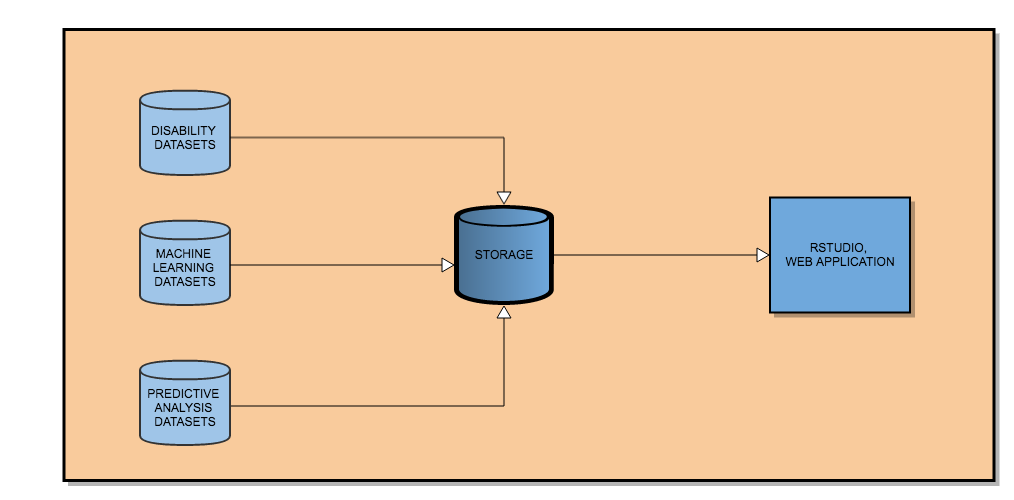 DISABILITY
DATASETS
MACHINE
LEARNING
DATASETS
PREDICTIVE
ANALYSIS
DATASETS
STORAGE
RSTUDIO,
WEB APPLICATION